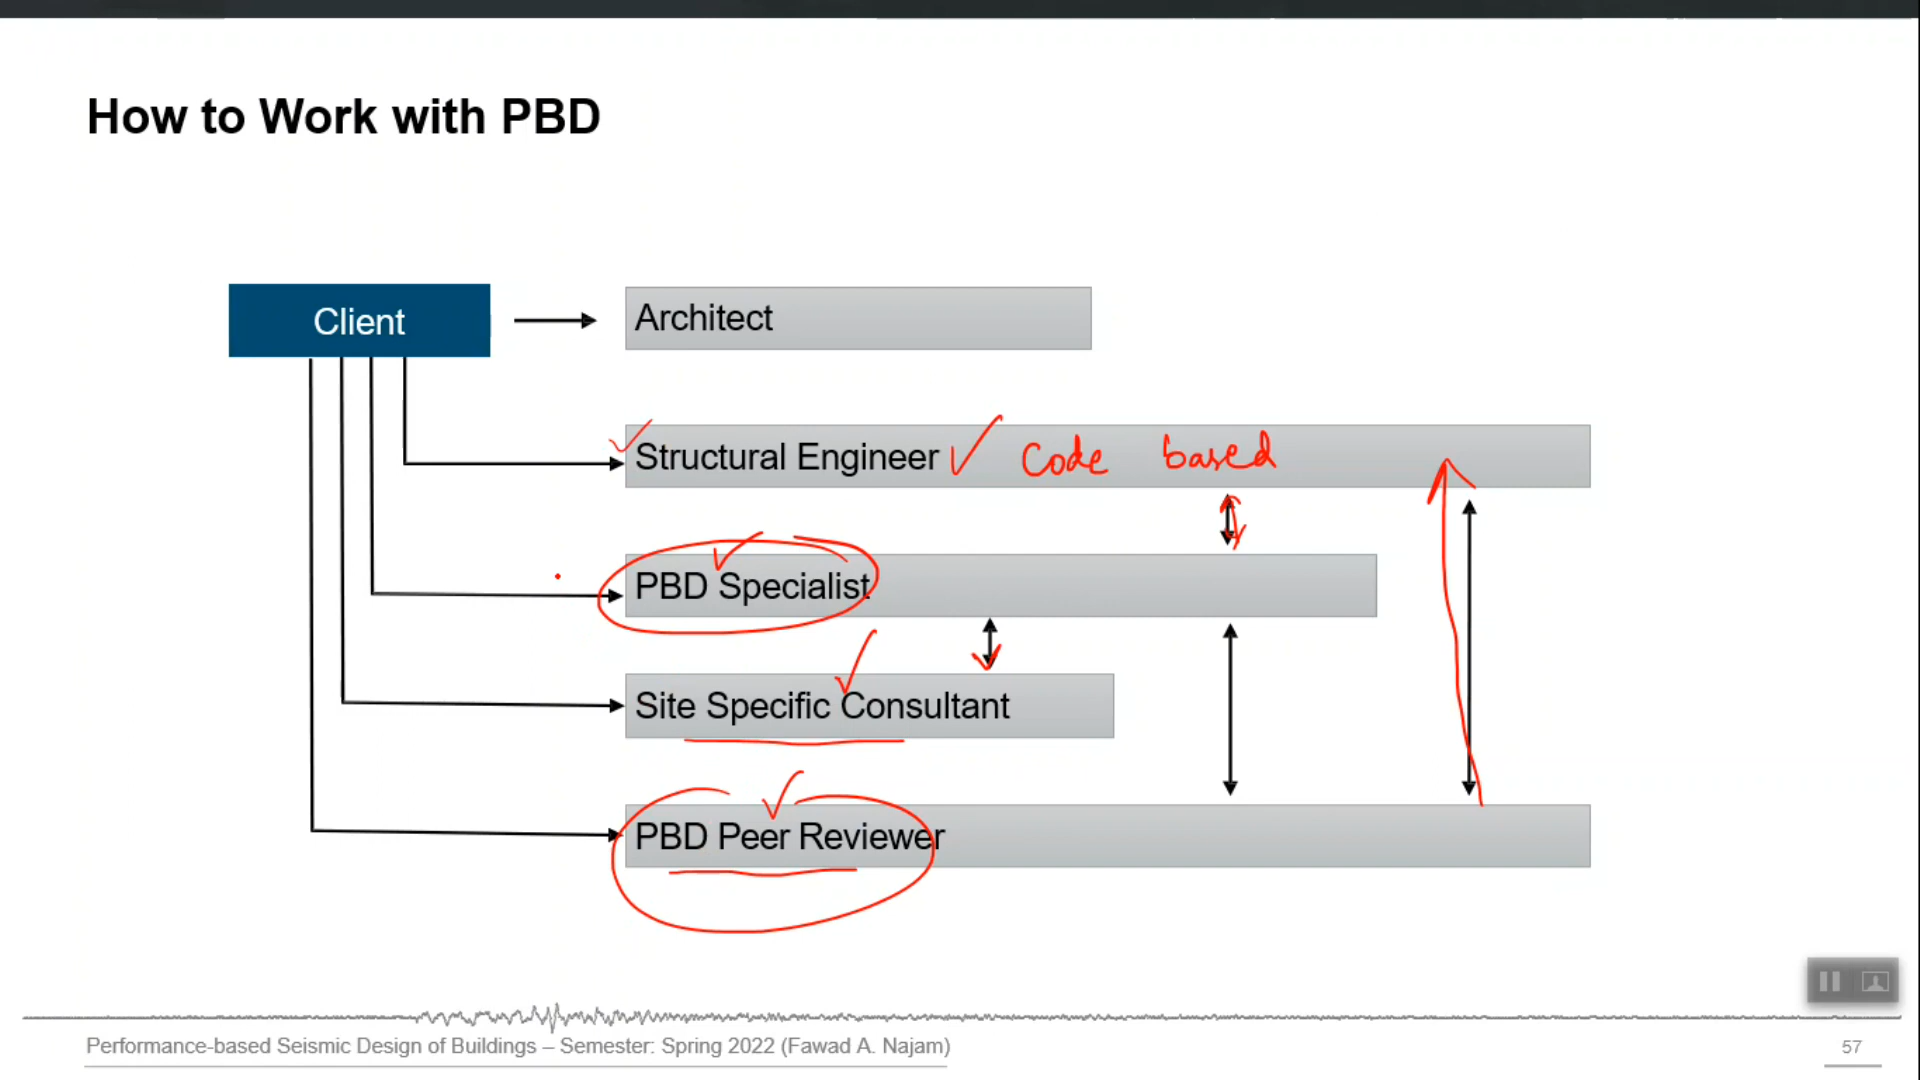 How to Work with PBD
Client
Architect
Structural Engineer Code based
PBD Specialist
Site Specific Consultant
PBD Peer Reviewer
Performance-based Seismic Design of Buildings – Semester: Spring 2022 (Fawad A. Najam)
57